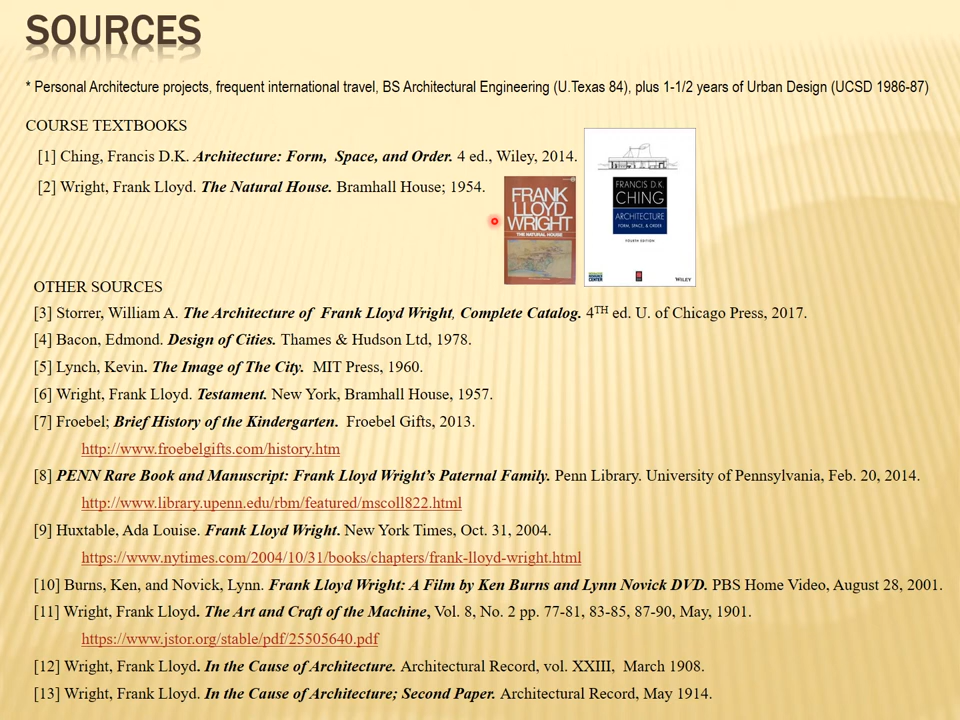 SOURCES
* Personal Architecture projects, frequent international travel, BS Architectural Engineering (U.Texas 84), plus 1-1/2 years of Urban Design (UCSD 1986-87)
COURSE TEXTBOOKS
[1] Ching, Francis D.K. Architecture: Form, Space, and Order. 4 ed., Wiley, 2014.
[2] Wright, Frank Lloyd. The Natural House. Bramhall House; 1954.
FRANK
LLOYD
WRIGHT
THE NATURAL HOUSE
FRANCIS D.K.
CHING
ARCHITECTURE
FORM, SPACE, & ORDER
FOURTH EDITION
WILEY
OTHER SOURCES
[3] Storrer, William A. The Architecture of Frank Lloyd Wright, Complete Catalog. 4TH ed. U. of Chicago Press, 2017.
[4] Bacon, Edmond. Design of Cities. Thames & Hudson Ltd, 1978.
[5] Lynch, Kevin. The Image of The City. MIT Press, 1960.
[6] Wright, Frank Lloyd. Testament. New York, Bramhall House, 1957.
[7] Froebel; Brief History of the Kindergarten. Froebel Gifts, 2013.
http://www.froebelgifts.com/history.htm
[8] PENN Rare Book and Manuscript: Frank Lloyd Wright's Paternal Family. Penn Library. University of Pennsylvania, Feb. 20, 2014.
http://www.library.upenn.edu/rbm/featured/mscoll822.html
[9] Huxtable, Ada Louise. Frank Lloyd Wright. New York Times, Oct. 31, 2004.
https://www.nytimes.com/2004/10/31/books/chapters/frank-lloyd-wright.html
[10] Burns, Ken, and Novick, Lynn. Frank Lloyd Wright: A Film by Ken Burns and Lynn Novick DVD. PBS Home Video, August 28, 2001.
[11] Wright, Frank Lloyd. The Art and Craft of the Machine, Vol. 8, No. 2 pp. 77-81, 83-85, 87-90, May, 1901.
https://www.jstor.org/stable/pdf/25505640.pdf
[12] Wright, Frank Lloyd. In the Cause of Architecture. Architectural Record, vol. XXIII, March 1908.
[13] Wright, Frank Lloyd. In the Cause of Architecture; Second Paper. Architectural Record, May 1914.